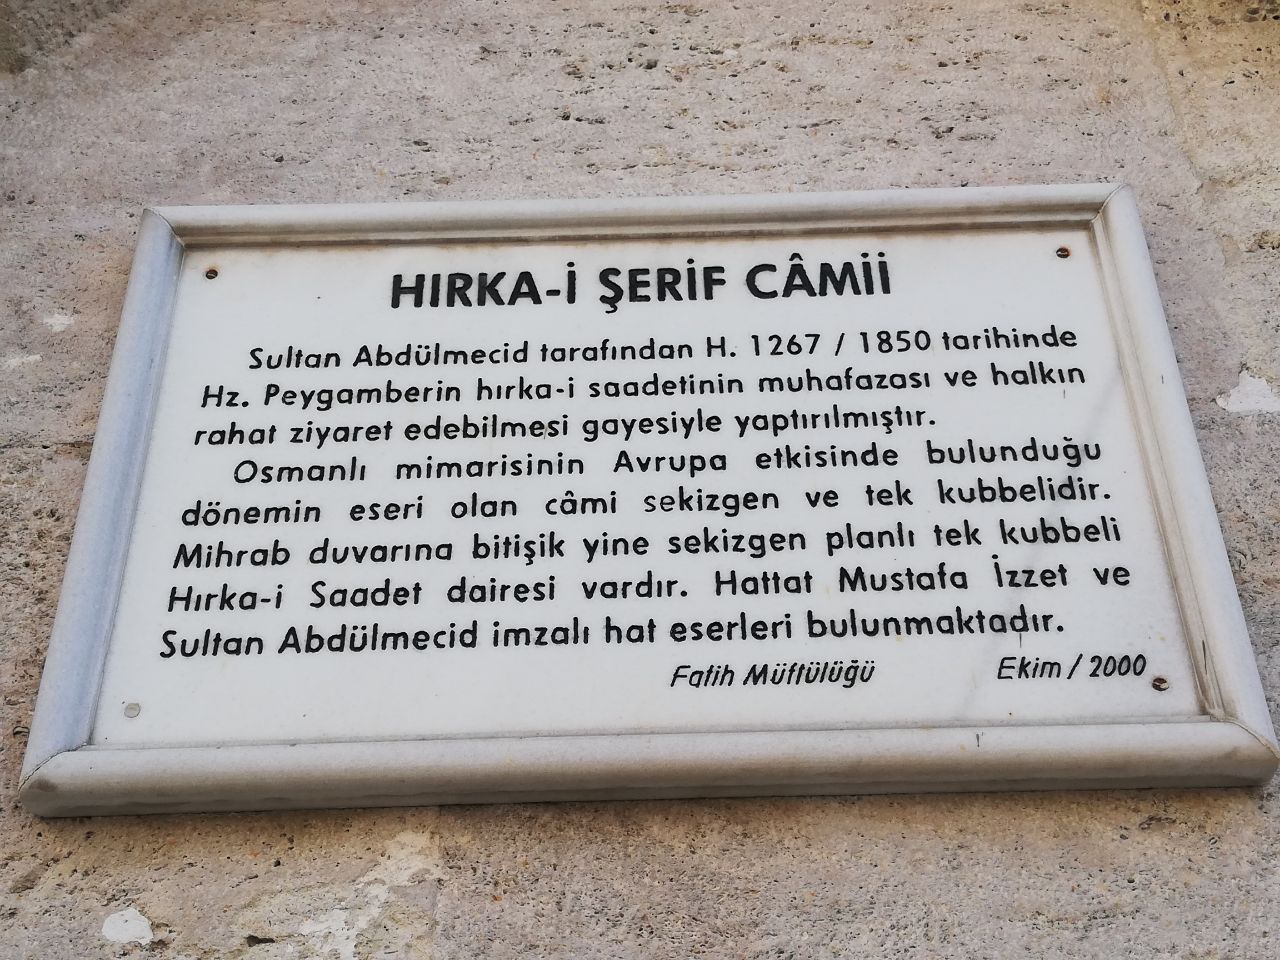 HIRKA-İ ŞERİF CÂMİİ
Sultan Abdülmecid tarafından H. 1267 / 1850 tarihinde
Hz. Peygamberin hırka-i saadetinin muhafazası ve halkın
rahat ziyaret edebilmesi gayesiyle yaptırılmıştır.
Osmanlı mimarisinin Avrupa etkisinde bulunduğu
dönemin eseri olan câmi sekizgen ve tek kubbelidir.
Mihrab duvarına bitişik yine sekizgen planlı tek kubbeli
Hırka-i Saadet dairesi vardır. Hattat Mustafa İzzet ve
Sultan Abdülmecid imzalı hat eserleri bulunmaktadır.
Fatih Müftülüğü Ekim / 2000